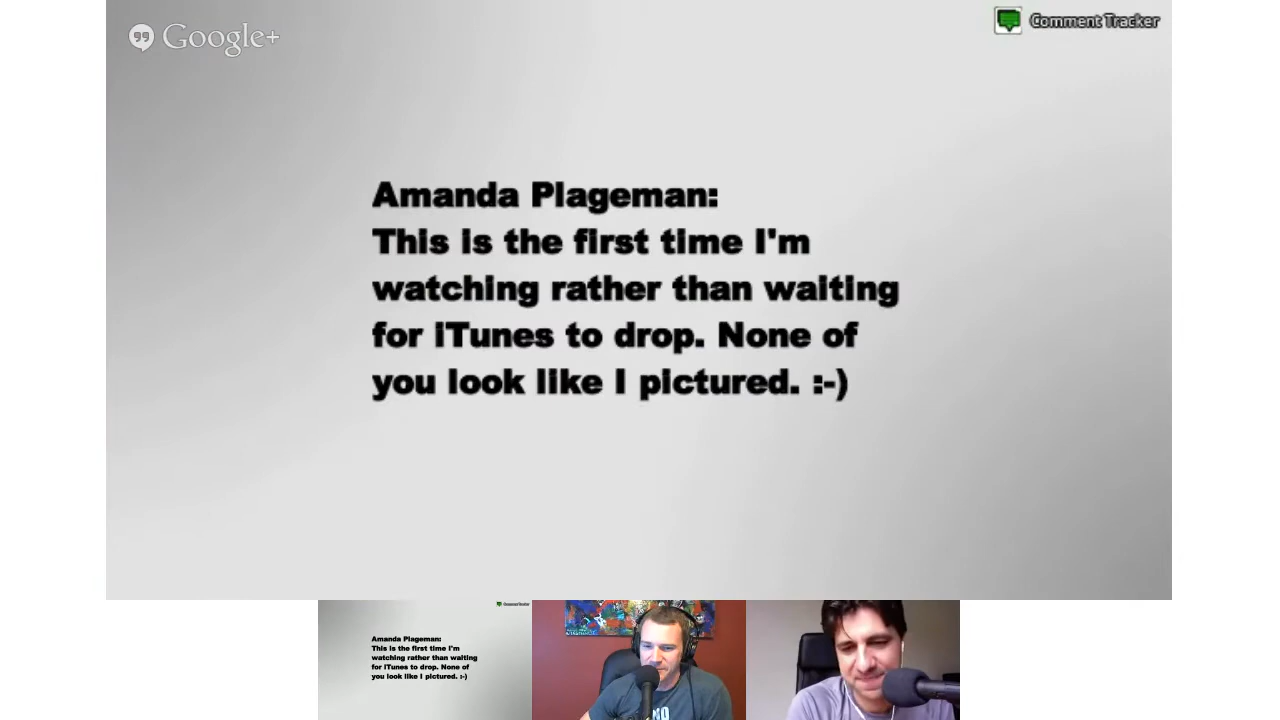 Google+
Comment Tracker
Amanda Plageman:
This is the first time I'm
watching rather than waiting
for iTunes to drop. None of
you look like I pictured. :-)
Comment Tracker
Amanda Plageman:
This is the first time I'm
watching rather than waiting
for iTunes to drop. None of
you look like I pictured. :-)